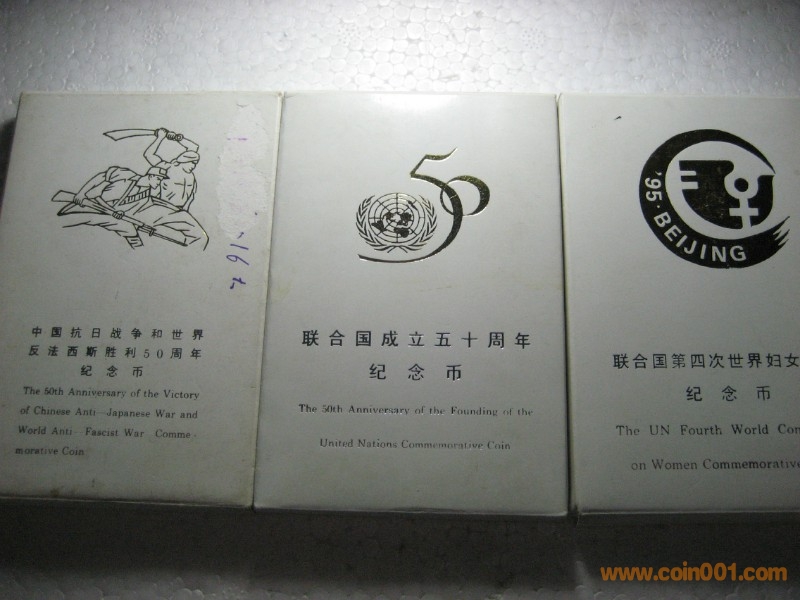 中国抗日战争和世界
反法西斯胜利50周年
纪念币
The 50th Anniversary of the Victory
of Chinese Anti—Japanese War and
World Anti—Fascist War Comme-
morative Coin
50
联合国成立五十周年
纪念币
The 50th Anniversary of the Founding of the
United Nations Commemorative Coin
'95·BEIJING
联合国第四次世界妇女
纪念币
The UN Fourth World Con
on Women Commemorative
www.coin001.com